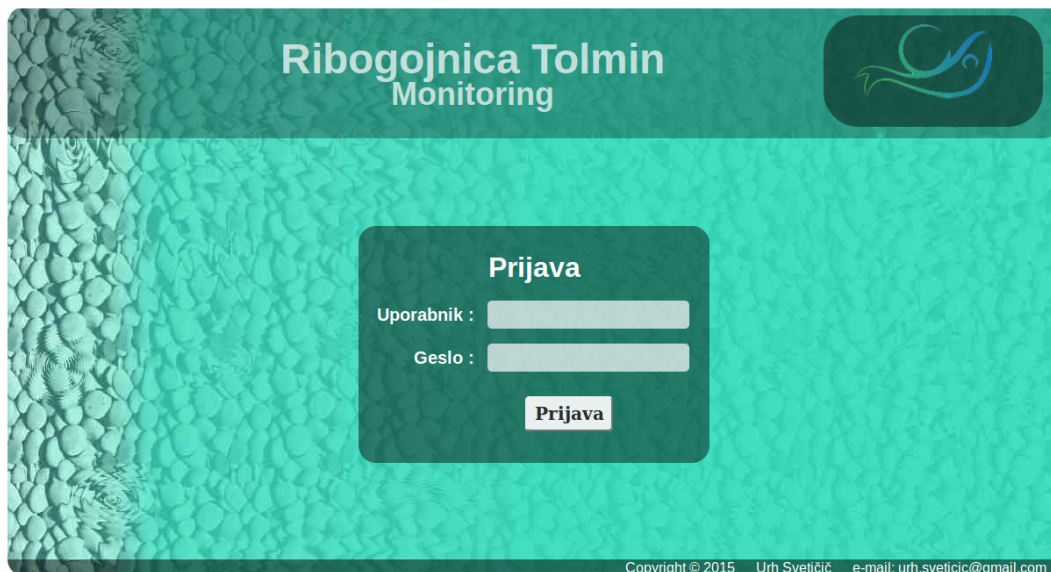 Ribogojnica Tolmin
Monitoring
Prijava
Uporabnik :
Geslo :
Prijava
Copyright © 2015 Urh Svetičič e-mail: urh.sveticic@gmail.com